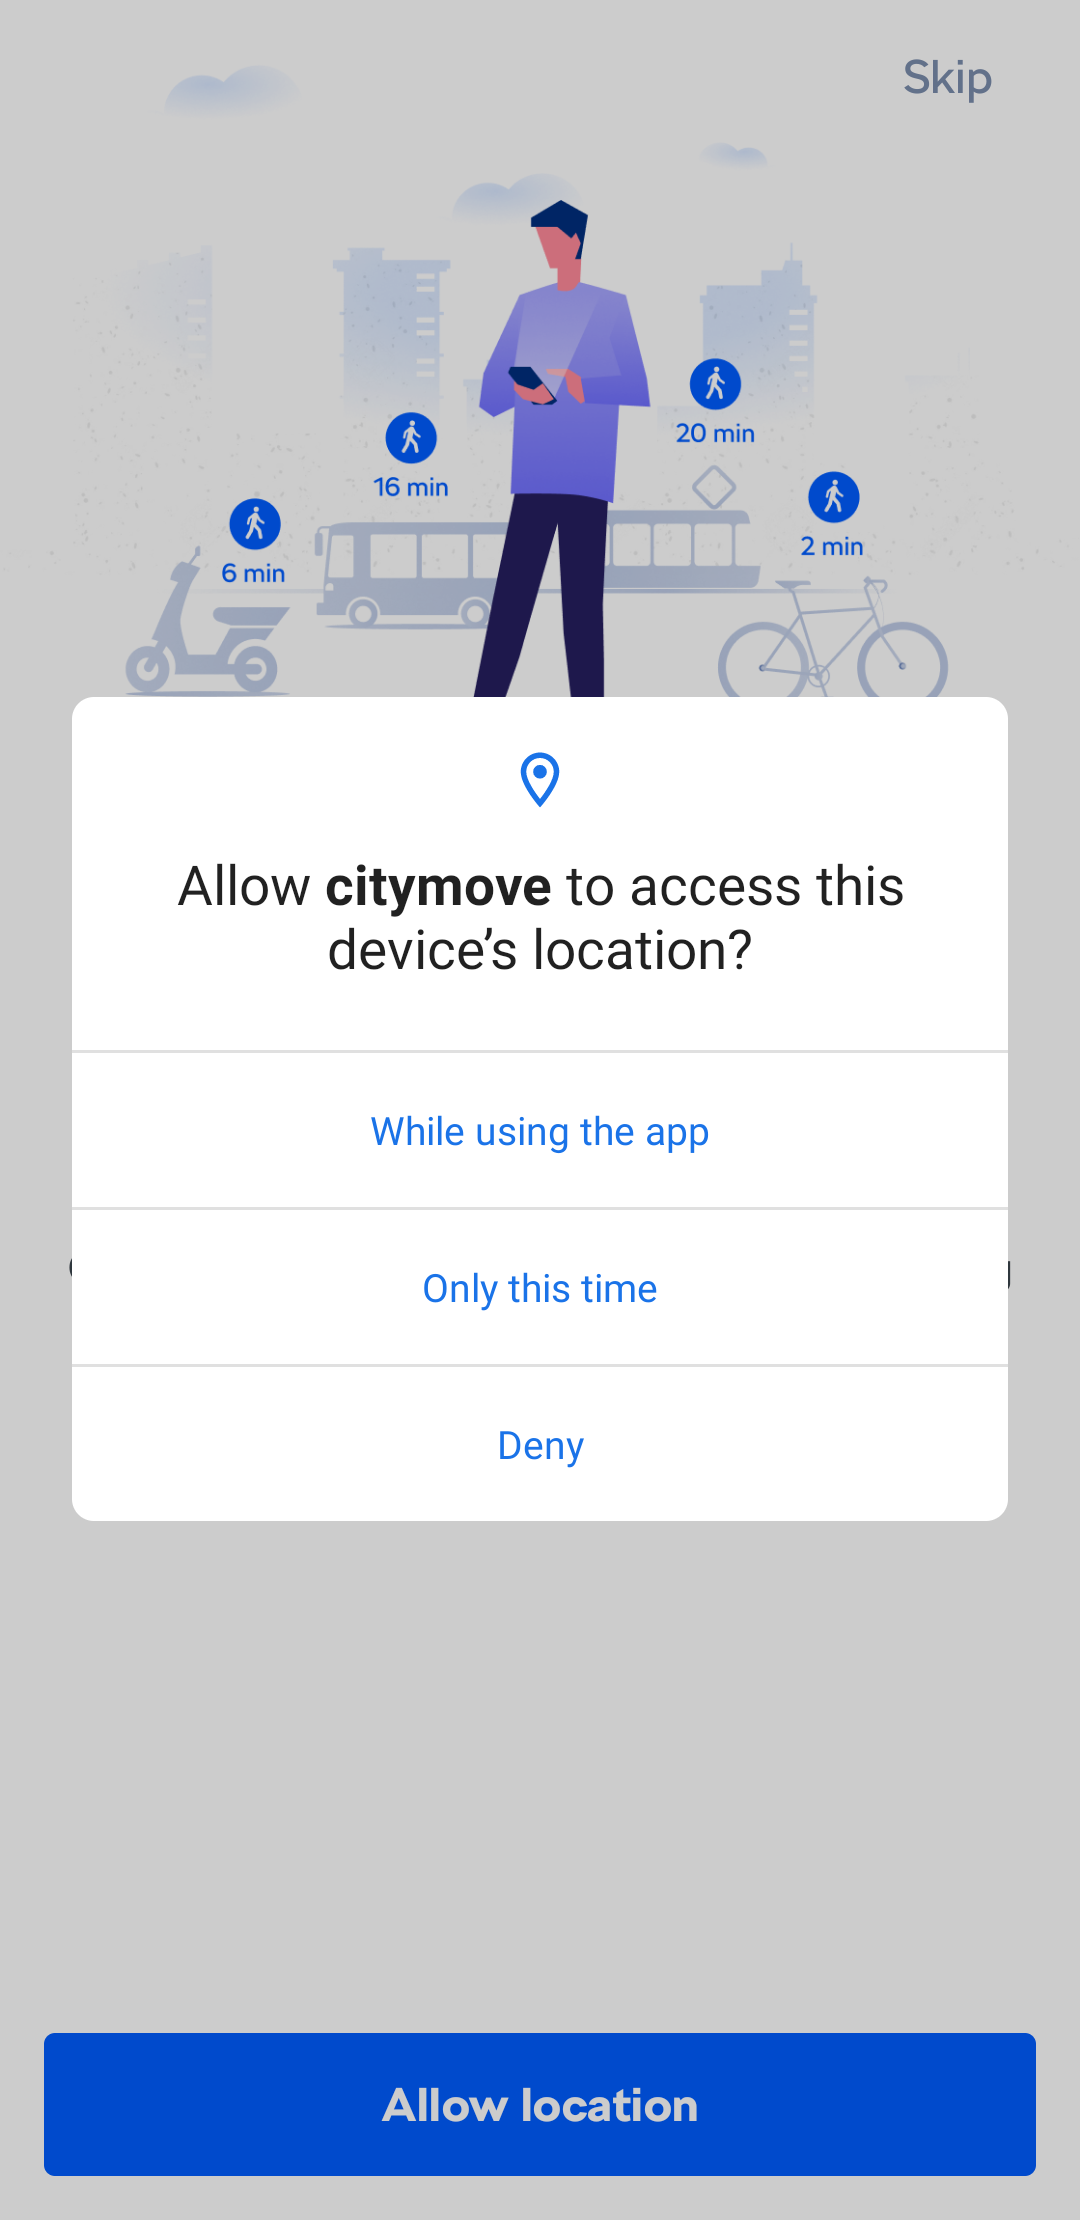 Skip
20 min
16 min
2 min
6 min
Allow citymove to access this
device’s location?
While using the app
Only this time
Deny
Allow location